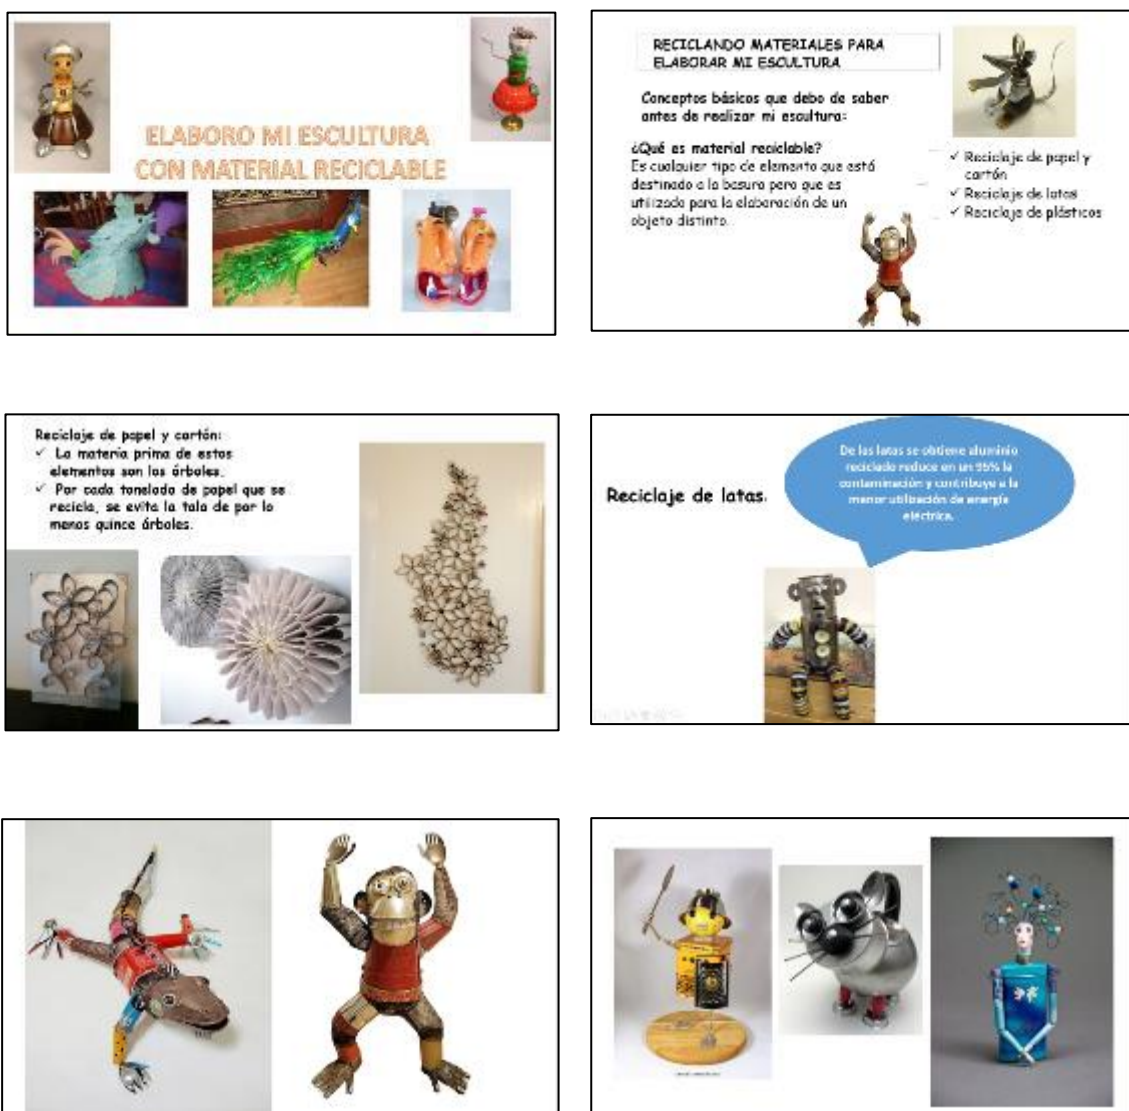 ELABORO MI ESCULTURA
CON MATERIAL RECICLABLE
RECICLANDO MATERIALES PARA
ELABORAR MI ESCULTURA
Conceptos básicos que debo de saber
antes de realizar mi escultura:
¿Qué es material reciclable?
Es cualquier tipo de elemento que está
destinado a la basura pero que es
utilizado para la elaboración de un
objeto distinto.
✓ Reciclaje de papel y
cartón
✓ Reciclaje de latas
✓ Reciclaje de plásticos
Reciclaje de papel y cartón:
✓ La materia prima de estos
elementos son los árboles.
✓ Por cada tonelada de papel que se
recicla, se evita la tala de por lo
menos quince árboles.
Reciclaje de latas.
De las latas se obtiene aluminio
reciclado reduce en un 95% la
contaminación y contribuye a la
menor utilización de energía
eléctrica.